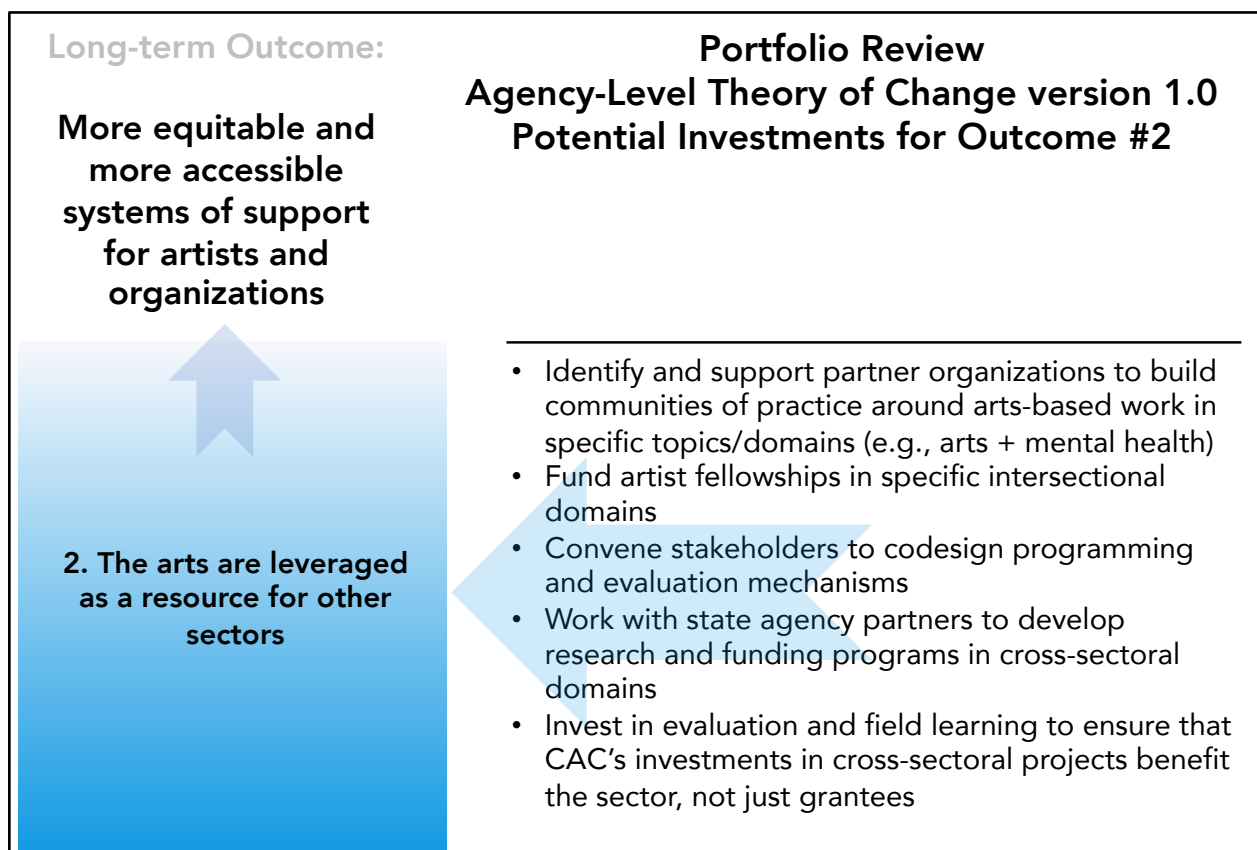 Long-term Outcome:
More equitable and
more accessible
systems of support
for artists and
organizations
Portfolio Review
Agency-Level Theory of Change version 1.0
Potential Investments for Outcome #2
2. The arts are leveraged
as a resource for other
sectors
• Identify and support partner organizations to build
communities of practice around arts-based work in
specific topics/domains (e.g., arts + mental health)
• Fund artist fellowships in specific intersectional
domains
• Convene stakeholders to codesign programming
and evaluation mechanisms
• Work with state agency partners to develop
research and funding programs in cross-sectoral
domains
• Invest in evaluation and field learning to ensure that
CAC’s investments in cross-sectoral projects benefit
the sector, not just grantees